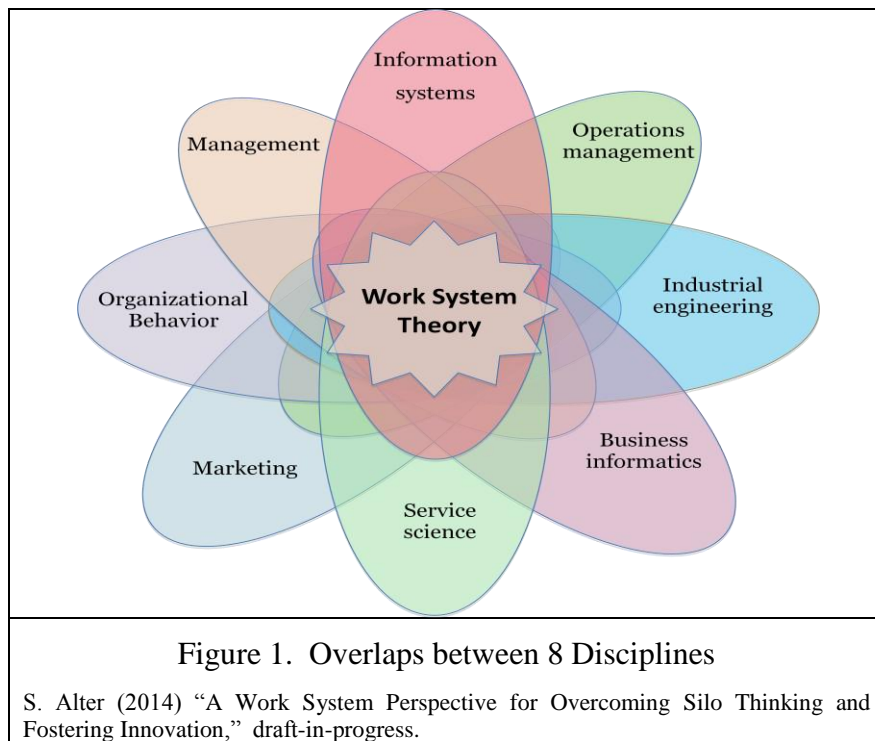 Information
systems
Management
Operations
management
Organizational
Behavior
Work System
Theory
Industrial
engineering
Marketing
Business
informatics
Service
science
Figure 1.  Overlaps between 8 Disciplines
S. Alter (2014) “A Work System Perspective for Overcoming Silo Thinking and
Fostering Innovation,”  draft-in-progress.